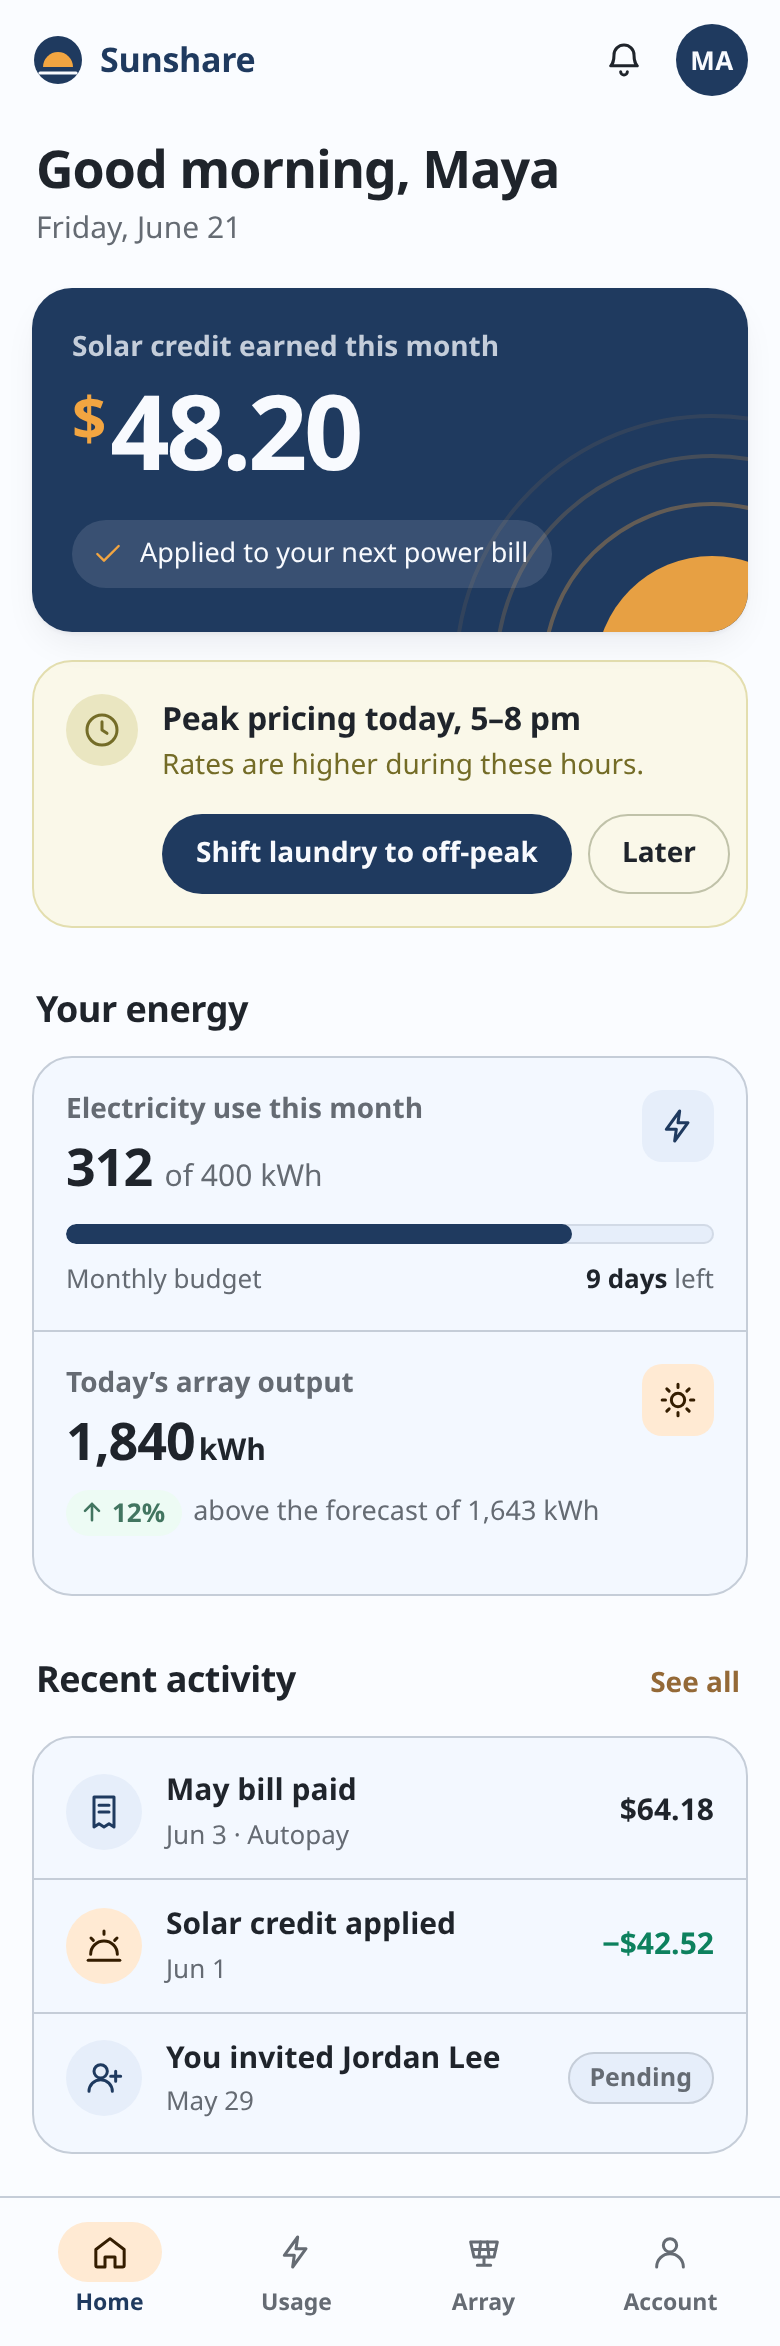 Sunshare
MA
Good morning, Maya
Friday, June 21
Solar credit earned this month
$48.20
Applied to your next power bill
Peak pricing today, 5–8 pm
Rates are higher during these hours.
Shift laundry to off-peak
Later
Your energy
Electricity use this month
312 of 400 kWh
Monthly budget
9 days left
Today’s array output
1,840 kWh
↑ 12% above the forecast of 1,643 kWh
Recent activity
See all
May bill paid
$64.18
Jun 3 · Autopay
Solar credit applied
−$42.52
Jun 1
You invited Jordan Lee
Pending
May 29
Home
Usage
Array
Account